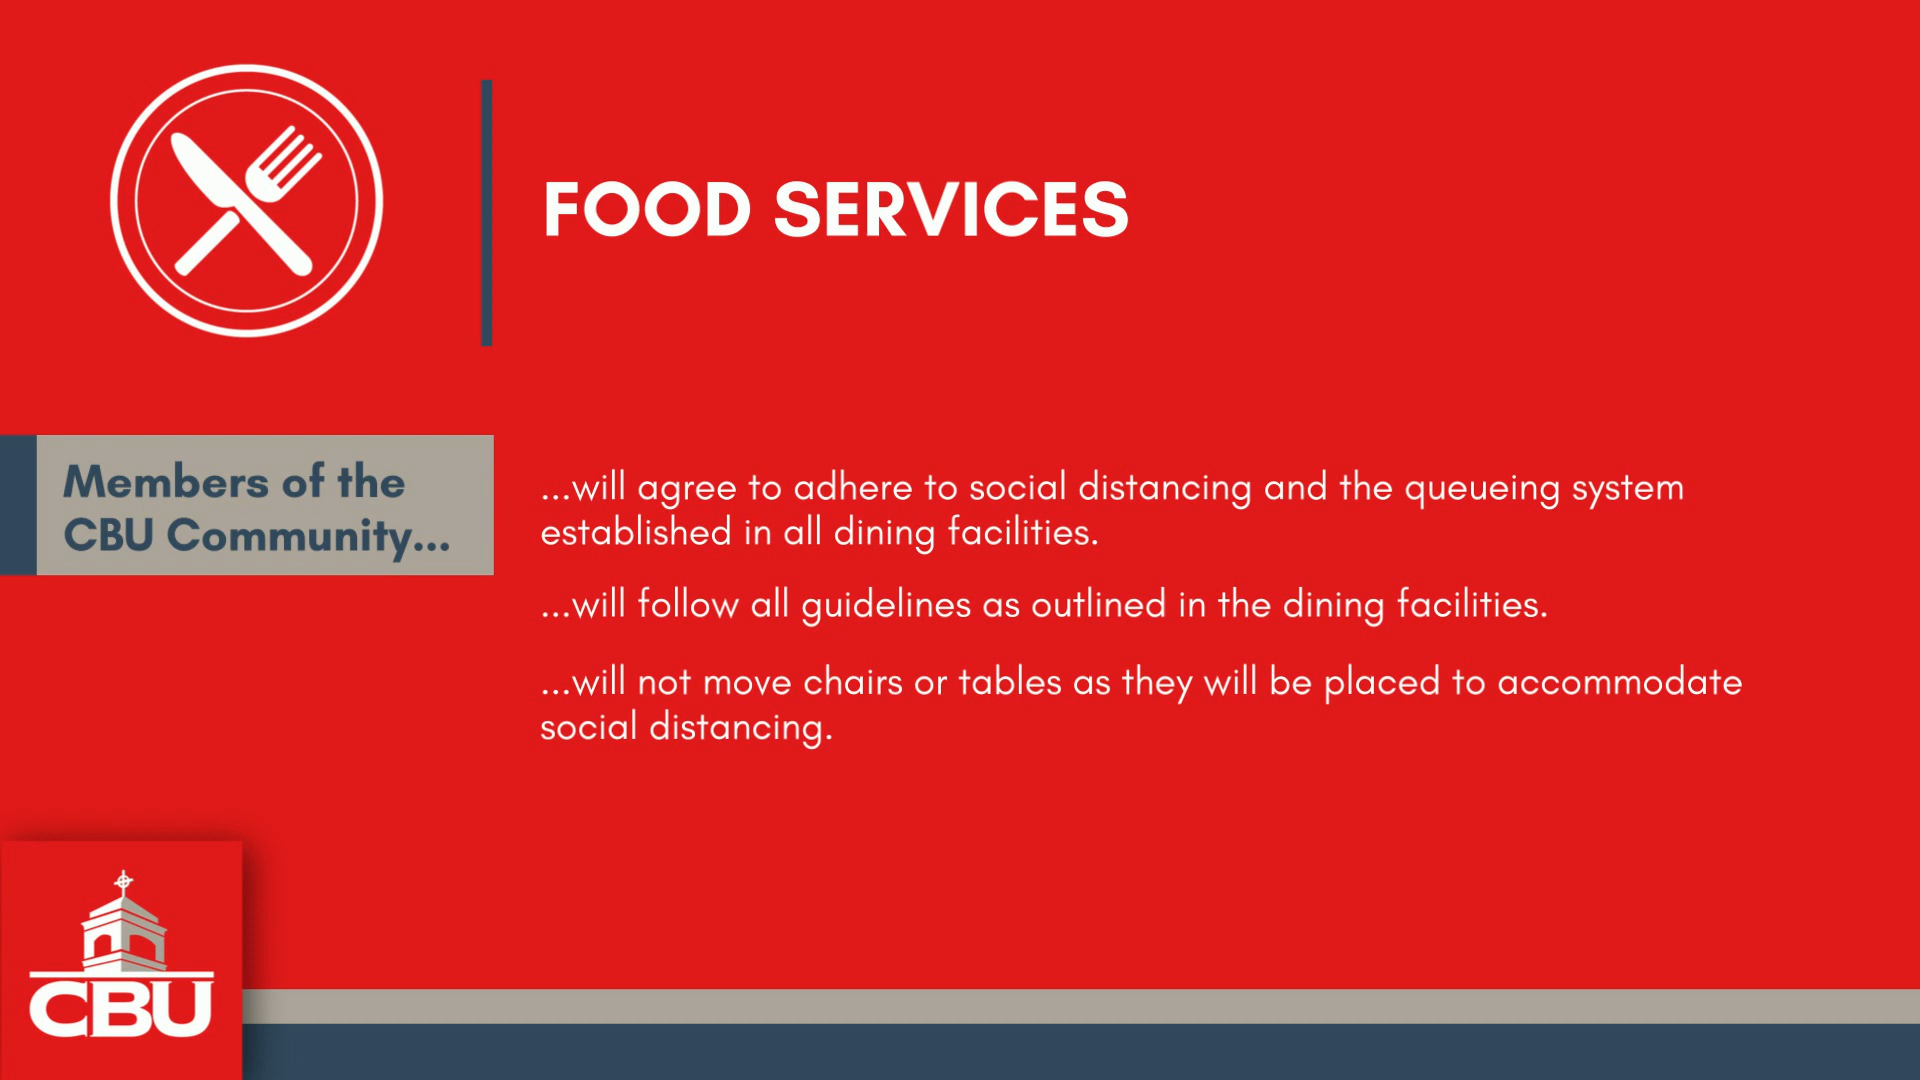 FOOD SERVICES
Members of the
CBU Community...
...will agree to adhere to social distancing and the queueing system
established in all dining facilities.
...will follow all guidelines as outlined in the dining facilities.
...will not move chairs or tables as they will be placed to accommodate
social distancing.
CBU